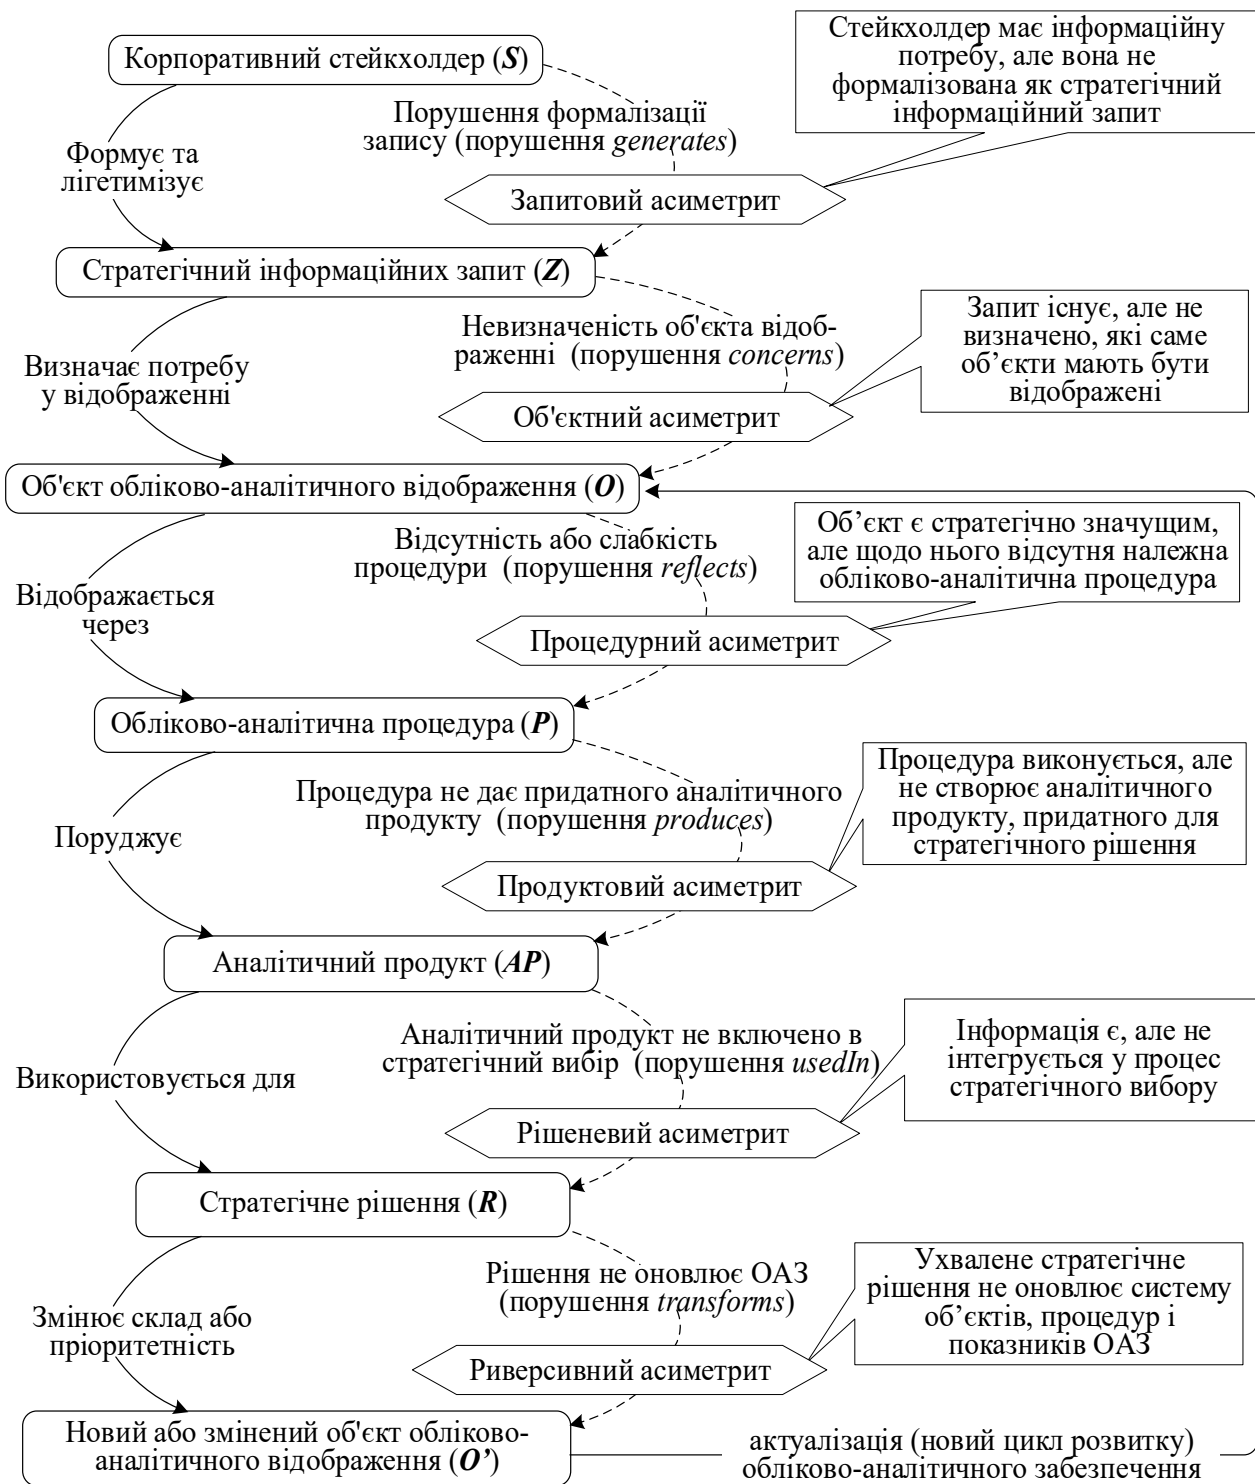 Корпоративний стейкхолдер (S)
Стейкхолдер має інформаційну
потребу, але вона не
формалізована як стратегічний
інформаційний запит
Порушення формалізації
запису (порушення generates)
Формує та
лігетимізує
Запитовий асиметрит
Стратегічний інформаційних запит (Z)
Запит існує, але не
визначено, які саме
об’єкти мають бути
відображені
Невизначеність об'єкта відоб-
раженні (порушення concerns)
Визначає потребу
у відображенні
Об'єктний асиметрит
Об'єкт обліково-аналітичного відображення (O)
Об’єкт є стратегічно значущим,
але щодо нього відсутня належна
обліково-аналітична процедура
Відсутність або слабкість
процедури (порушення reflects)
Відображається
через
Процедурний асиметрит
Обліково-аналітична процедура (P)
Процедура виконується, але
не створює аналітичного
продукту, придатного для
стратегічного рішення
Процедура не дає придатного аналітичного
продукту (порушення produces)
Поруджує
Продуктовий асиметрит
Аналітичний продукт (AP)
Інформація є, але не
інтегрується у процес
стратегічного вибору
Аналітичний продукт не включено в
стратегічний вибір (порушення usedIn)
Використовується для
Рішеневий асиметрит
Стратегічне рішення (R)
Ухвалене стратегічне
рішення не оновлює систему
об’єктів, процедур і
показників ОАЗ
Рішення не оновлює ОАЗ
(порушення transforms)
Змінює склад або
пріоритетність
Риверсивний асиметрит
Новий або змінений об'єкт обліково-
аналітичного відображення (O’)
актуалізація (новий цикл розвитку)
обліково-аналітичного забезпечення